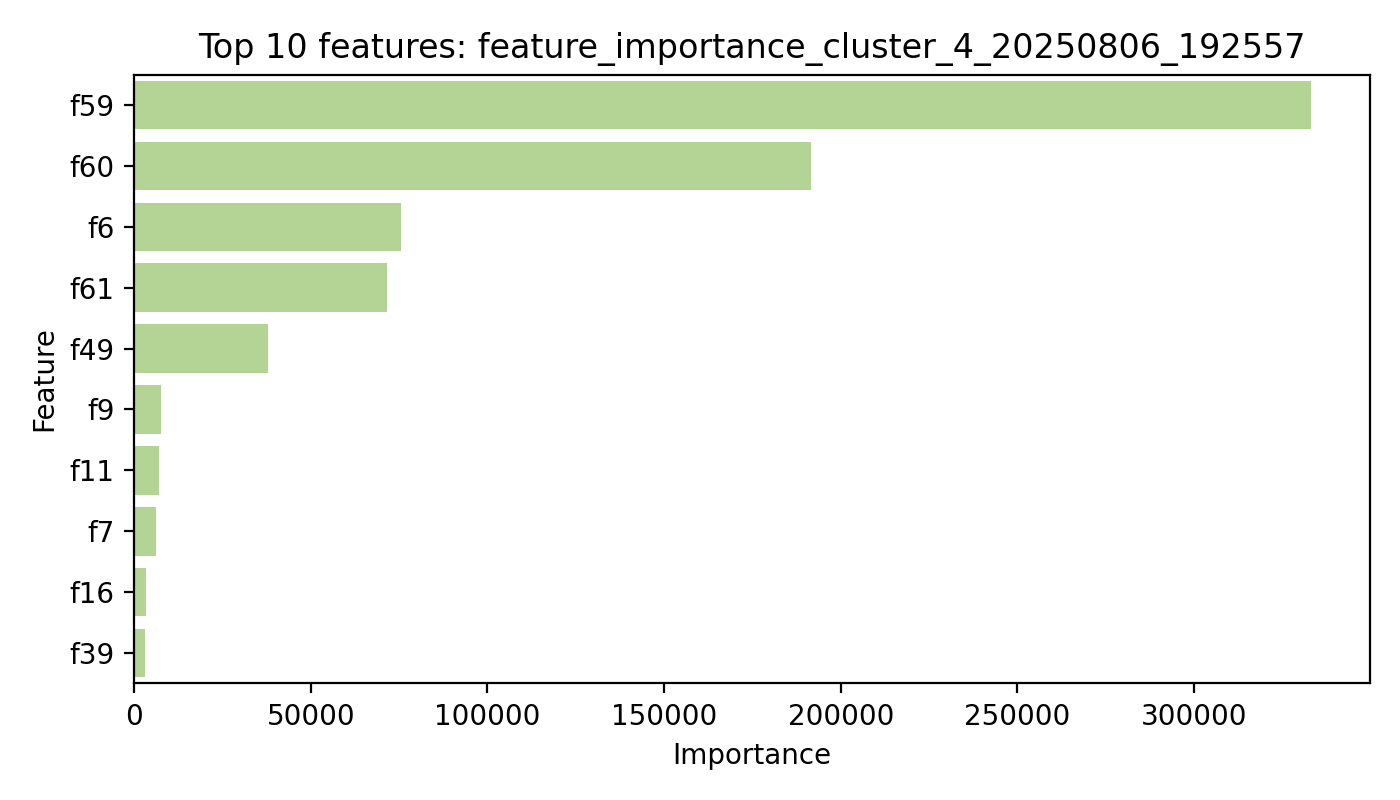 Top 10 features: feature_importance_cluster_4_20250806_192557
f59
f60
f6
f61
f49
f9
f11
f7
f16
f39
Feature
0 50000 100000 150000 200000 250000 300000
Importance